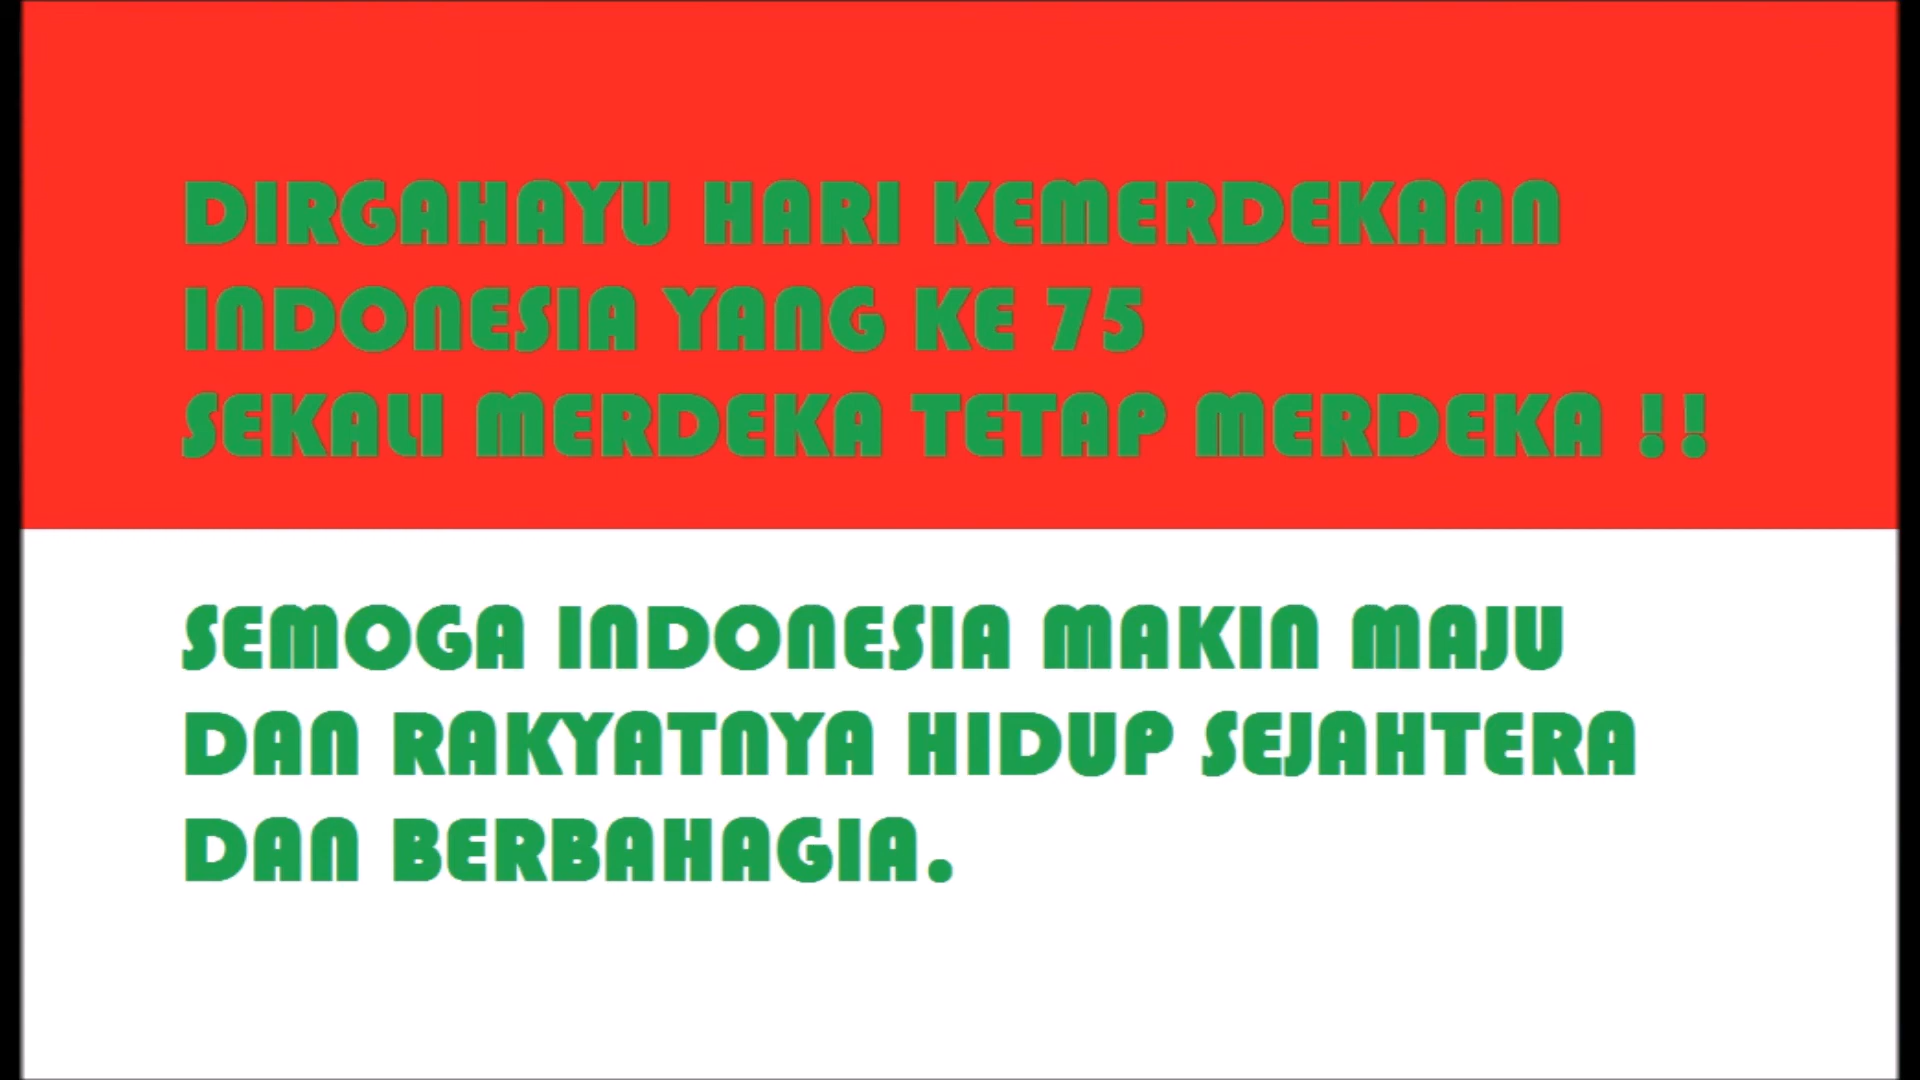 DIRGAHAYU HARI KEMERDEKAAN
INDONESIA YANG KE 75
SEKALI MERDEKA TETAP MERDEKA !!
SEMOGA INDONESIA MAKIN MAJU
DAN RAKYATNYA HIDUP SEJAHTERA
DAN BERBAHAGIA.